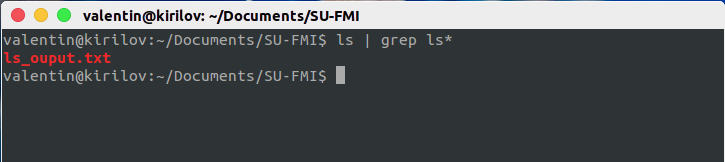 valentin@kirilov: ~/Documents/SU-FMI
valentin@kirilov:~/Documents/SU-FMI$ ls | grep ls*
ls_ouput.txt
valentin@kirilov:~/Documents/SU-FMI$